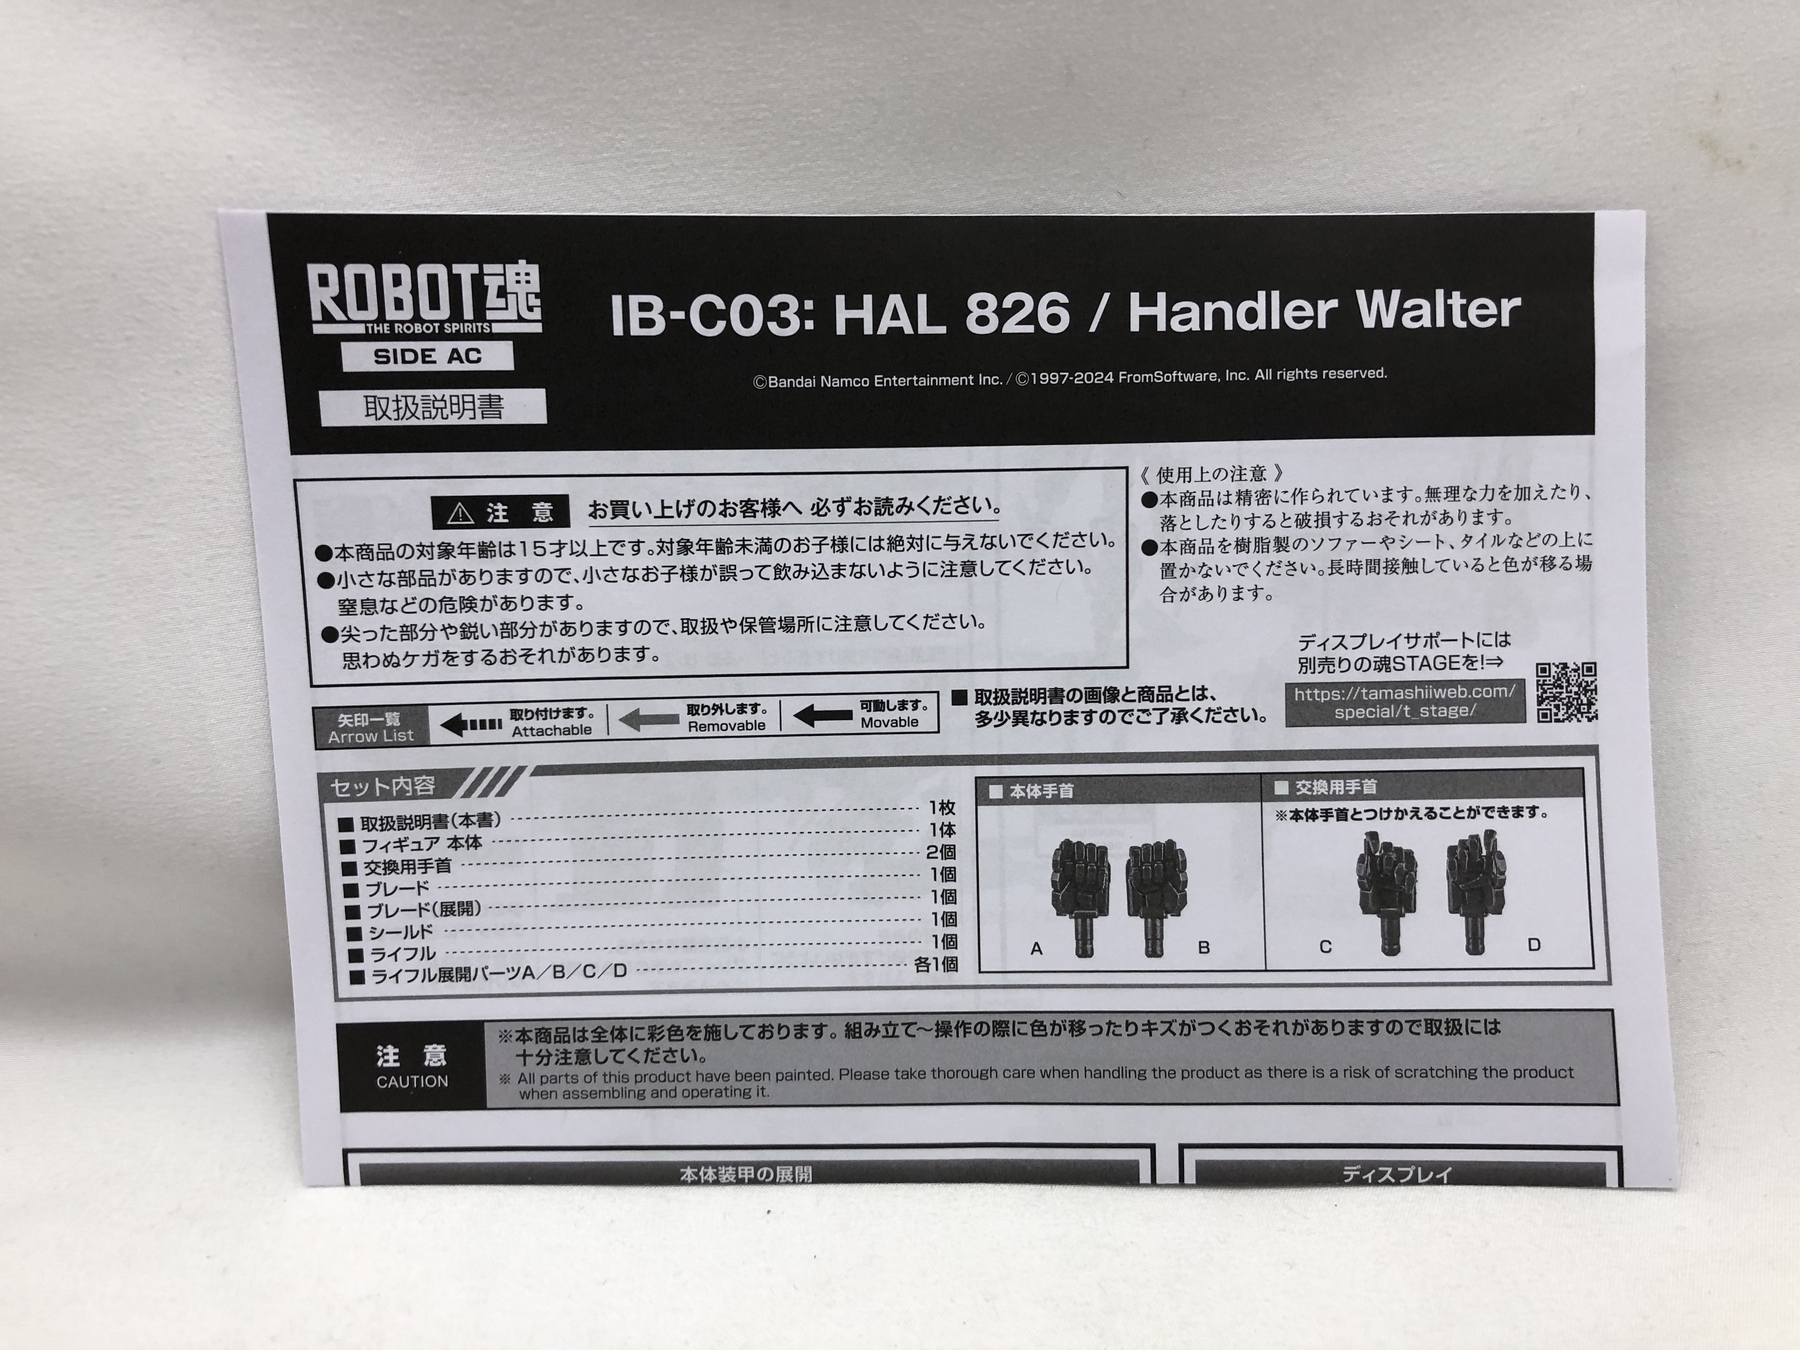 ROBOT魂
THE ROBOT SPIRITS
SIDE AC
取扱説明書
IB-C03: HAL 826 / Handler Walter
©Bandai Namco Entertainment Inc. / ©1997-2024 FromSoftware, Inc. All rights reserved.
⚠ 注 意 お買い上げのお客様へ 必ずお読みください。
●本商品の対象年齢は15才以上です。対象年齢未満のお子様には絶対に与えないでください。
●小さな部品がありますので、小さなお子様が誤って飲み込まないように注意してください。
窒息などの危険があります。
●尖った部分や鋭い部分がありますので、取扱や保管場所に注意してください。
思わぬケガをするおそれがあります。
《 使用上の注意 》
●本商品は精密に作られています。無理な力を加えたり、
落としたりすると破損するおそれがあります。
●本商品を樹脂製のソファーやシート、タイルなどの上に
置かないでください。長時間接触していると色が移る場
合があります。
ディスプレイサポートには
別売りの魂STAGEを!⇒
https://tamashiiweb.com/
special/t_stage/
矢印一覧
Arrow List
取り付けます。
Attachable
取り外します。
Removable
可動します。
Movable
■ 取扱説明書の画像と商品とは、
多少異なりますのでご了承ください。
セット内容
■ 取扱説明書(本書) 1枚
■ フィギュア 本体 1体
■ 交換用手首 2個
■ ブレード 1個
■ ブレード(展開) 1個
■ シールド 1個
■ ライフル 1個
■ ライフル展開パーツA/B/C/D 各1個
■ 本体手首
A B
■ 交換用手首
※本体手首とつけかえることができます。
C D
注 意
CAUTION
※本商品は全体に彩色を施しております。組み立て〜操作の際に色が移ったりキズがつくおそれがありますので取扱には
十分注意してください。
※ All parts of this product have been painted. Please take thorough care when handling the product as there is a risk of scratching the product
when assembling and operating it.
本体装甲の展開
ディスプレイ